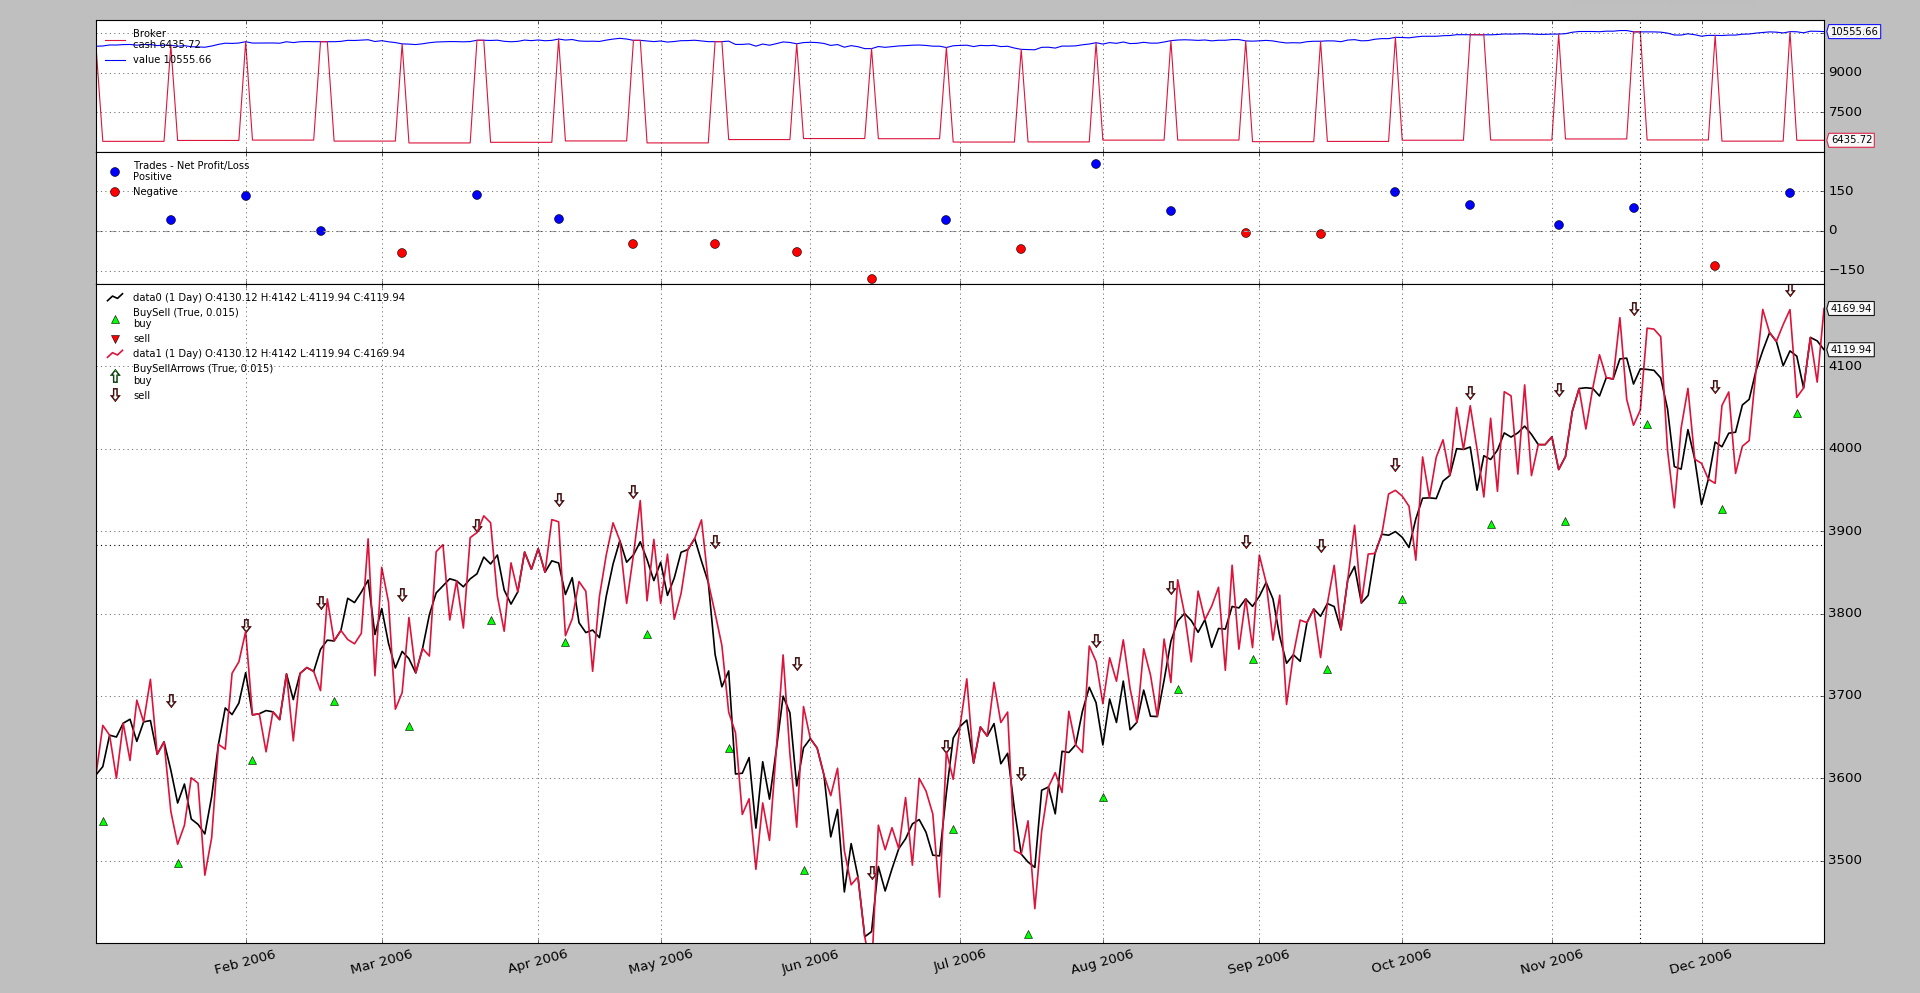 Broker
cash 6435.72
value 10555.66
10555.66
9000
7500
6435.72
Trades - Net Profit/Loss
Positive
Negative
150
0
−150
data0 (1 Day) O:4130.12 H:4142 L:4119.94 C:4119.94
BuySell (True, 0.015)
buy
sell
data1 (1 Day) O:4130.12 H:4142 L:4119.94 C:4169.94
BuySellArrows (True, 0.015)
buy
sell
4169.94
4119.94
4100
4000
3900
3800
3700
3600
3500
Feb 2006
Mar 2006
Apr 2006
May 2006
Jun 2006
Jul 2006
Aug 2006
Sep 2006
Oct 2006
Nov 2006
Dec 2006